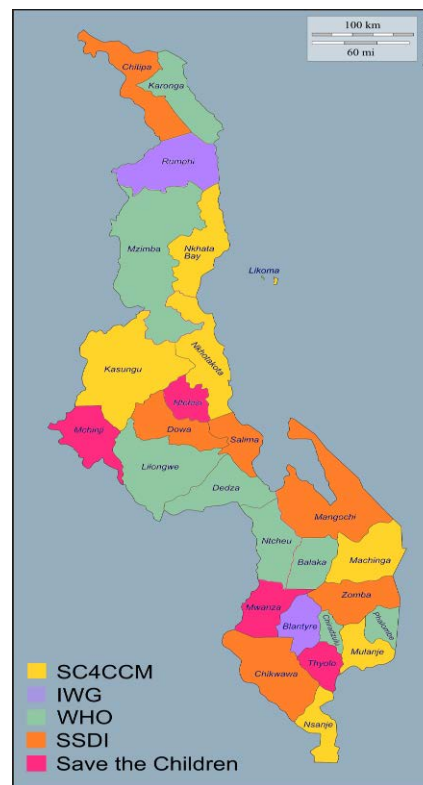 100 km
60 mi
Chitipa
Karonga
Rumphi
Mzimba
Nkhata
Bay
Likoma
Nkhotakota
Kasungu
Ntchisi
Mchinji
Dowa
Salima
Lilongwe
Dedza
Mangochi
Ntcheu
Balaka
Machinga
Mwanza
Zomba
Blantyre
Chiradzulu
Phalombe
Mulanje
Thyolo
Chikwawa
Nsanje
SC4CCM
IWG
WHO
SSDI
Save the Children